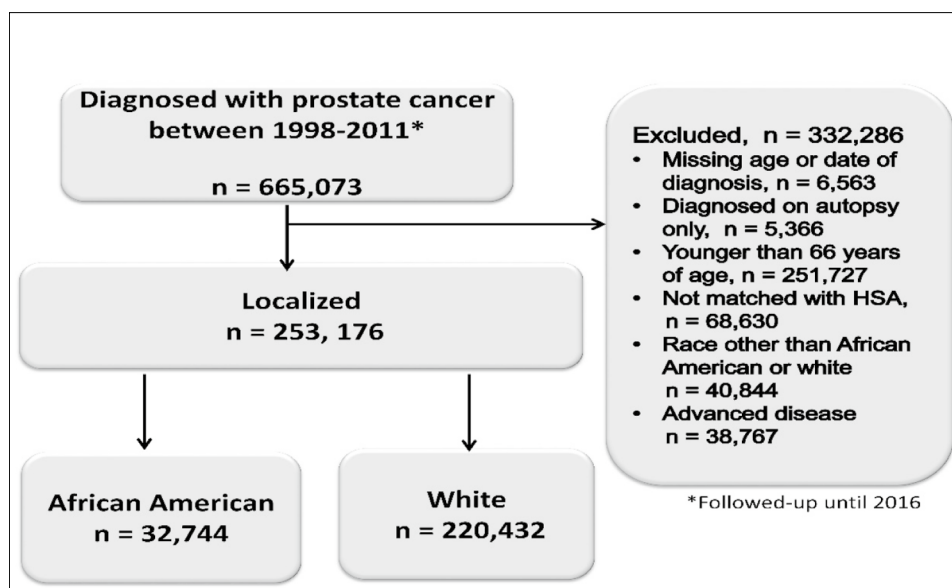 Diagnosed with prostate cancer
between 1998-2011*
n = 665,073
Excluded, n = 332,286
• Missing age or date of
diagnosis, n = 6,563
• Diagnosed on autopsy
only, n = 5,366
• Younger than 66 years
of age, n = 251,727
• Not matched with HSA,
n = 68,630
• Race other than African
American or white
n = 40,844
• Advanced disease
n = 38,767
Localized
n = 253, 176
African American
n = 32,744
White
n = 220,432
*Followed-up until 2016